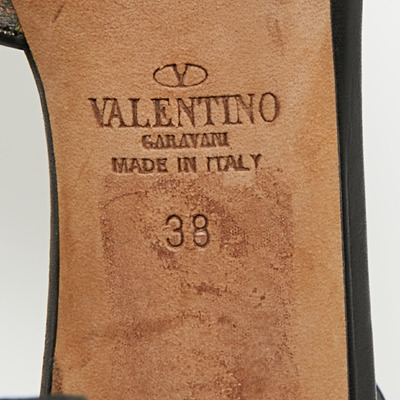 V
VALENTINO
GARAVANI
MADE IN ITALY
38